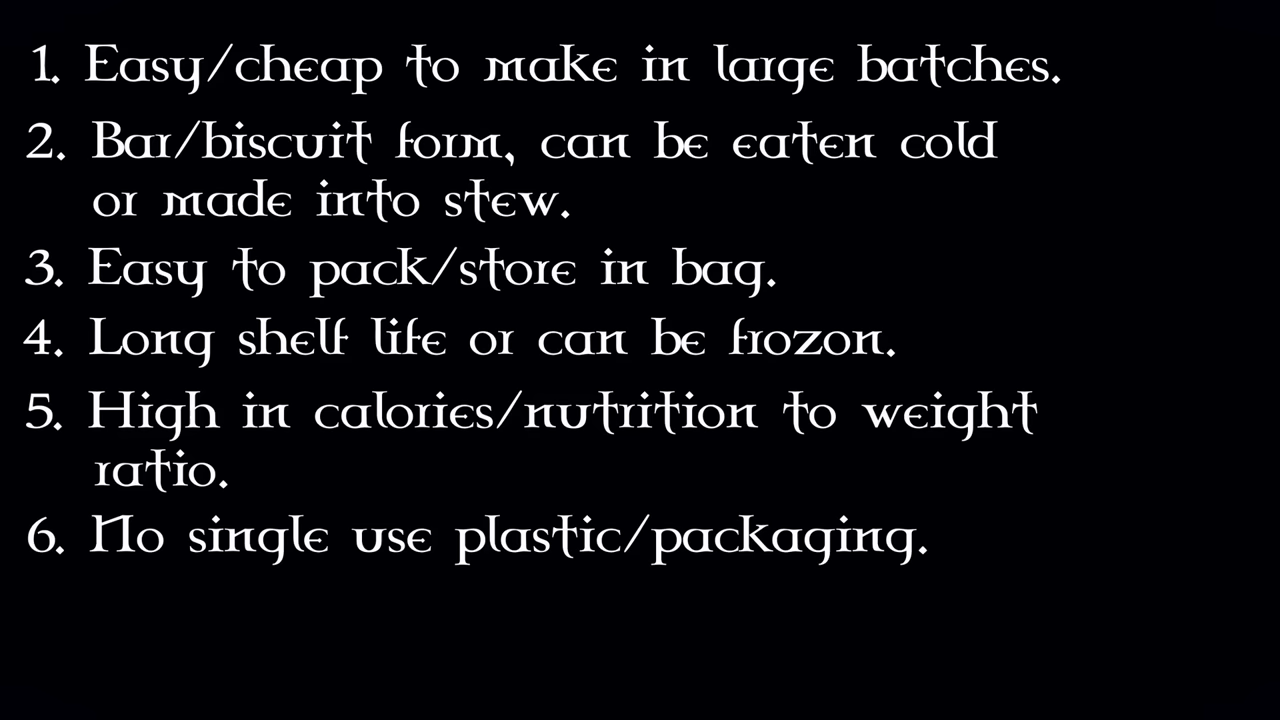 1. Easy/cheap to make in large batches.
2. Bar/biscuit form, can be eaten cold
or made into stew.
3. Easy to pack/store in bag.
4. Long shelf life or can be frozon.
5. High in calories/nutrition to weight
ratio.
6. No single use plastic/packaging.